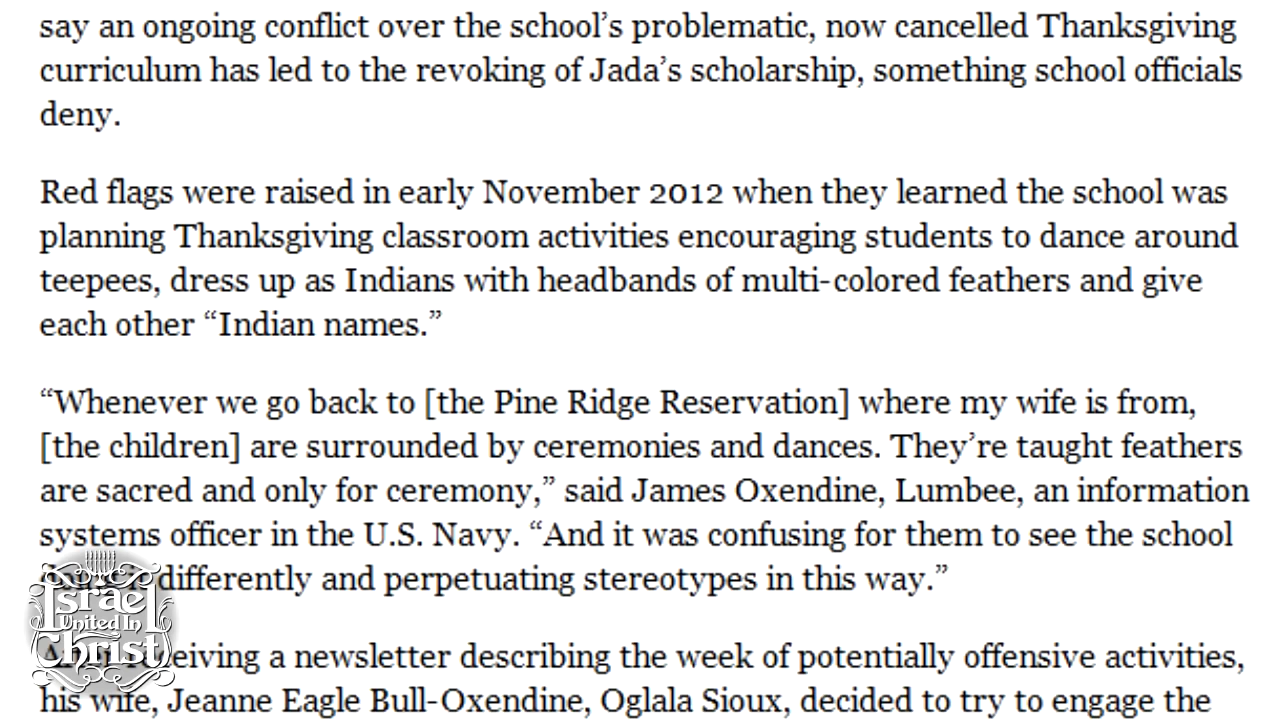 say an ongoing conflict over the school’s problematic, now cancelled Thanksgiving
curriculum has led to the revoking of Jada’s scholarship, something school officials
deny.
Red flags were raised in early November 2012 when they learned the school was
planning Thanksgiving classroom activities encouraging students to dance around
teepees, dress up as Indians with headbands of multi-colored feathers and give
each other “Indian names.”
“Whenever we go back to [the Pine Ridge Reservation] where my wife is from,
[the children] are surrounded by ceremonies and dances. They’re taught feathers
are sacred and only for ceremony,” said James Oxendine, Lumbee, an information
systems officer in the U.S. Navy. “And it was confusing for them to see the school
differently and perpetuating stereotypes in this way.”
After receiving a newsletter describing the week of potentially offensive activities,
his wife, Jeanne Eagle Bull-Oxendine, Oglala Sioux, decided to try to engage the
Israel
United In
Christ